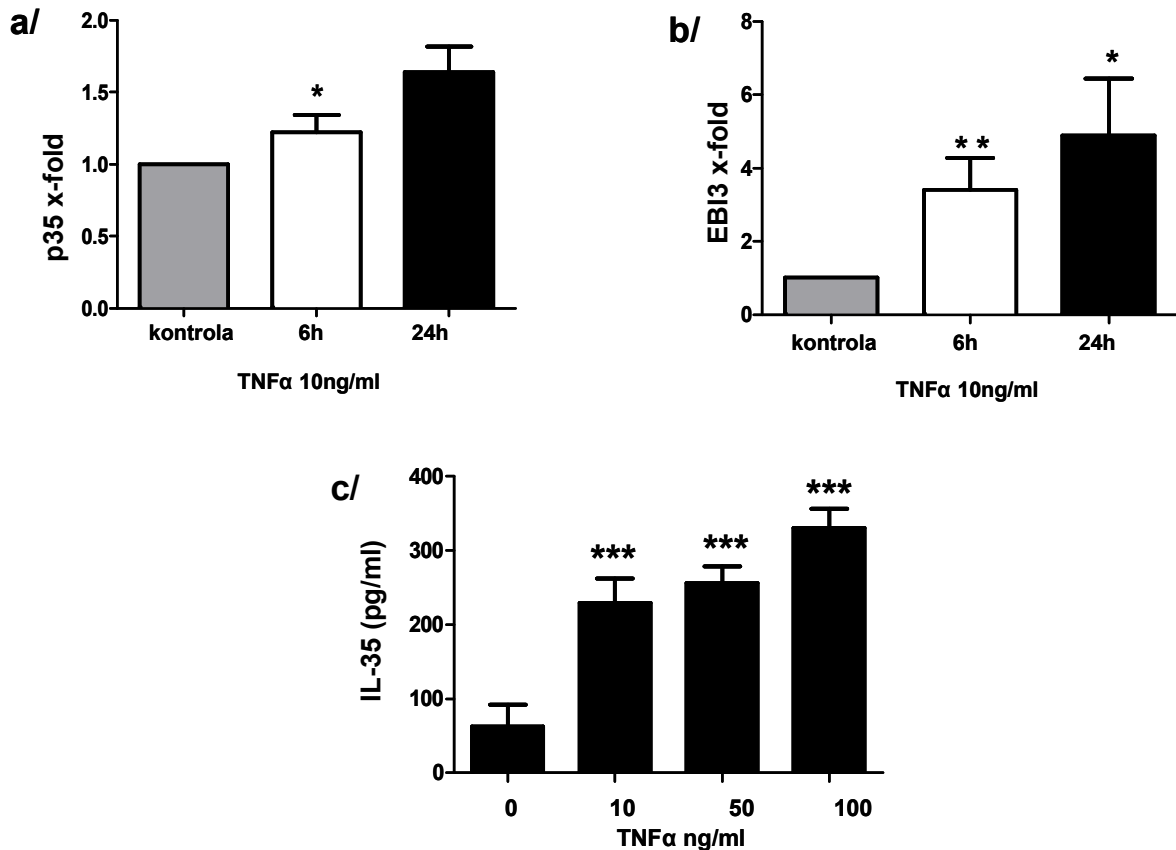 a/
p35 x-fold
2.0
1.5
1.0
0.5
0.0
*
kontrola 6h 24h
TNFα 10ng/ml
b/
EBI3 x-fold
8
6
4
2
0
* *
*
kontrola 6h 24h
TNFα 10ng/ml
c/
IL-35 (pg/ml)
400
300
200
100
0
***
***
***
0 10 50 100
TNFα ng/ml